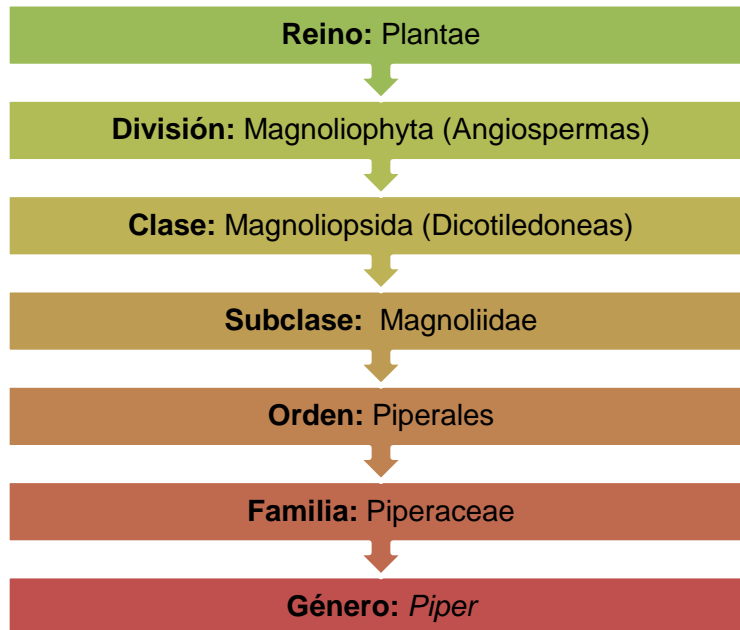 Reino: Plantae
División: Magnoliophyta (Angiospermas)
Clase: Magnoliopsida (Dicotiledoneas)
Subclase: Magnoliidae
Orden: Piperales
Familia: Piperaceae
Género: Piper